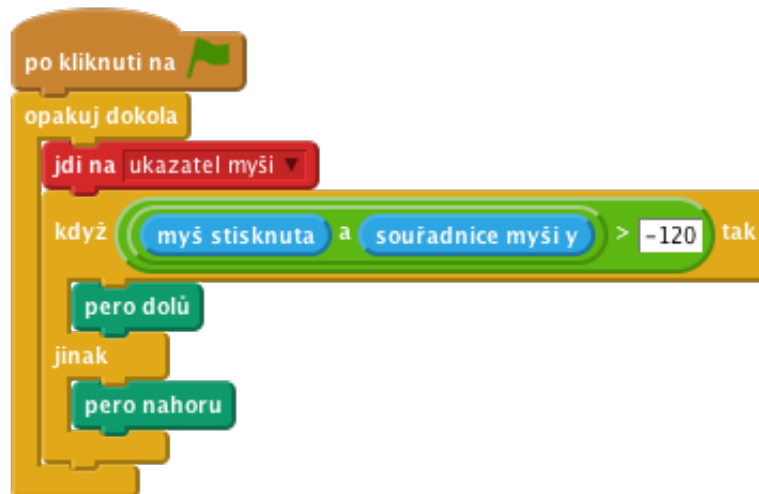 po kliknuti na
opakuj dokola
jdi na ukazatel myši
když myš stisknuta a souřadnice myši y > -120 tak
pero dolů
jinak
pero nahoru